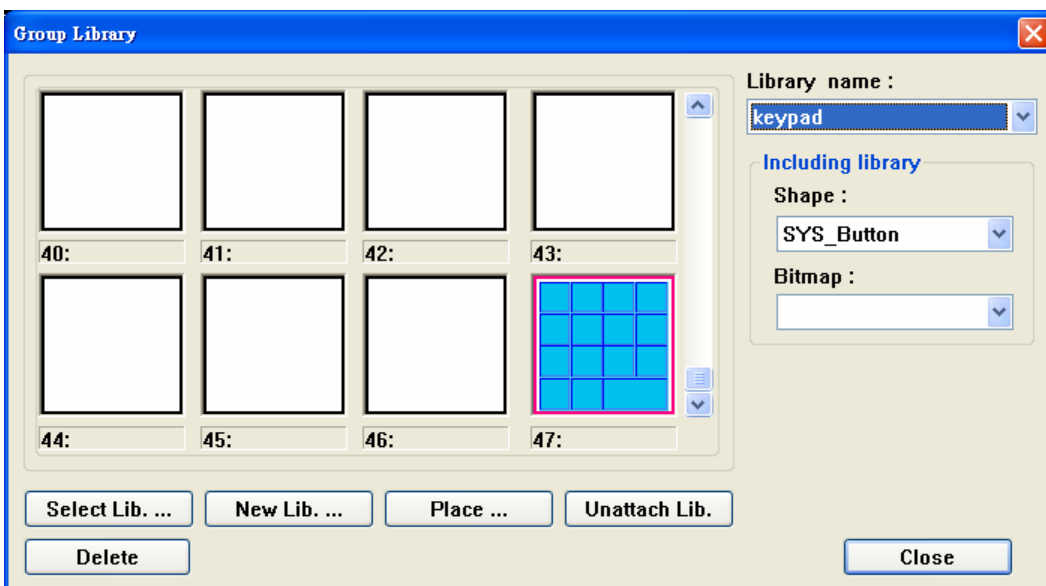 Group Library
Library name :
keypad
Including library
Shape :
SYS_Button
Bitmap :
40: 41: 42: 43:
44: 45: 46: 47:
Select Lib. ... New Lib. ... Place ... Unattach Lib.
Delete Close